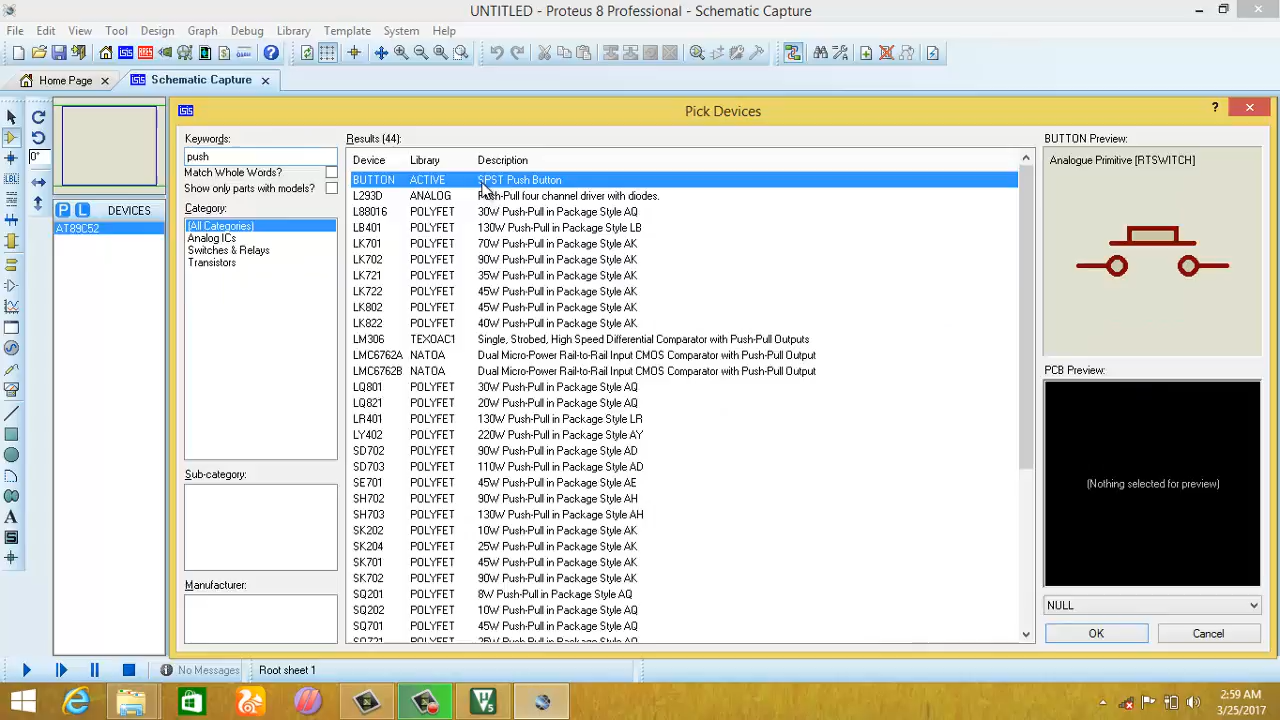 UNTITLED - Proteus 8 Professional - Schematic Capture
File Edit View Tool Design Graph Debug Library Template System Help
Home Page
Schematic Capture
Pick Devices
0°
P L DEVICES
AT89C52
LBL
A
Keywords:
push
Match Whole Words?
Show only parts with models?
Category:
(All Categories)
Analog ICs
Switches & Relays
Transistors
Sub-category:
Manufacturer:
Results (44):
Device Library Description
BUTTON ACTIVE SPST Push Button
L293D ANALOG Push-Pull four channel driver with diodes.
L88016 POLYFET 30W Push-Pull in Package Style AQ
LB401 POLYFET 130W Push-Pull in Package Style LB
LK701 POLYFET 70W Push-Pull in Package Style AK
LK702 POLYFET 90W Push-Pull in Package Style AK
LK721 POLYFET 35W Push-Pull in Package Style AK
LK722 POLYFET 45W Push-Pull in Package Style AK
LK802 POLYFET 45W Push-Pull in Package Style AK
LK822 POLYFET 40W Push-Pull in Package Style AK
LM306 TEXOAC1 Single, Strobed, High Speed Differential Comparator with Push-Pull Outputs
LMC6762A NATOA Dual Micro-Power Rail-to-Rail Input CMOS Comparator with Push-Pull Output
LMC6762B NATOA Dual Micro-Power Rail-to-Rail Input CMOS Comparator with Push-Pull Output
LQ801 POLYFET 30W Push-Pull in Package Style AQ
LQ821 POLYFET 20W Push-Pull in Package Style AQ
LR401 POLYFET 130W Push-Pull in Package Style LR
LY402 POLYFET 220W Push-Pull in Package Style AY
SD702 POLYFET 90W Push-Pull in Package Style AD
SD703 POLYFET 110W Push-Pull in Package Style AD
SE701 POLYFET 45W Push-Pull in Package Style AE
SH702 POLYFET 90W Push-Pull in Package Style AH
SH703 POLYFET 130W Push-Pull in Package Style AH
SK202 POLYFET 10W Push-Pull in Package Style AK
SK204 POLYFET 25W Push-Pull in Package Style AK
SK701 POLYFET 45W Push-Pull in Package Style AK
SK702 POLYFET 90W Push-Pull in Package Style AK
SQ201 POLYFET 8W Push-Pull in Package Style AQ
SQ202 POLYFET 10W Push-Pull in Package Style AQ
SQ701 POLYFET 45W Push-Pull in Package Style AQ
SQ721 POLYFET 25W Push-Pull in Package Style AQ
BUTTON Preview:
Analogue Primitive [RTSWITCH]
PCB Preview:
(Nothing selected for preview)
NULL
OK Cancel
No Messages Root sheet 1
2:59 AM
3/25/2017